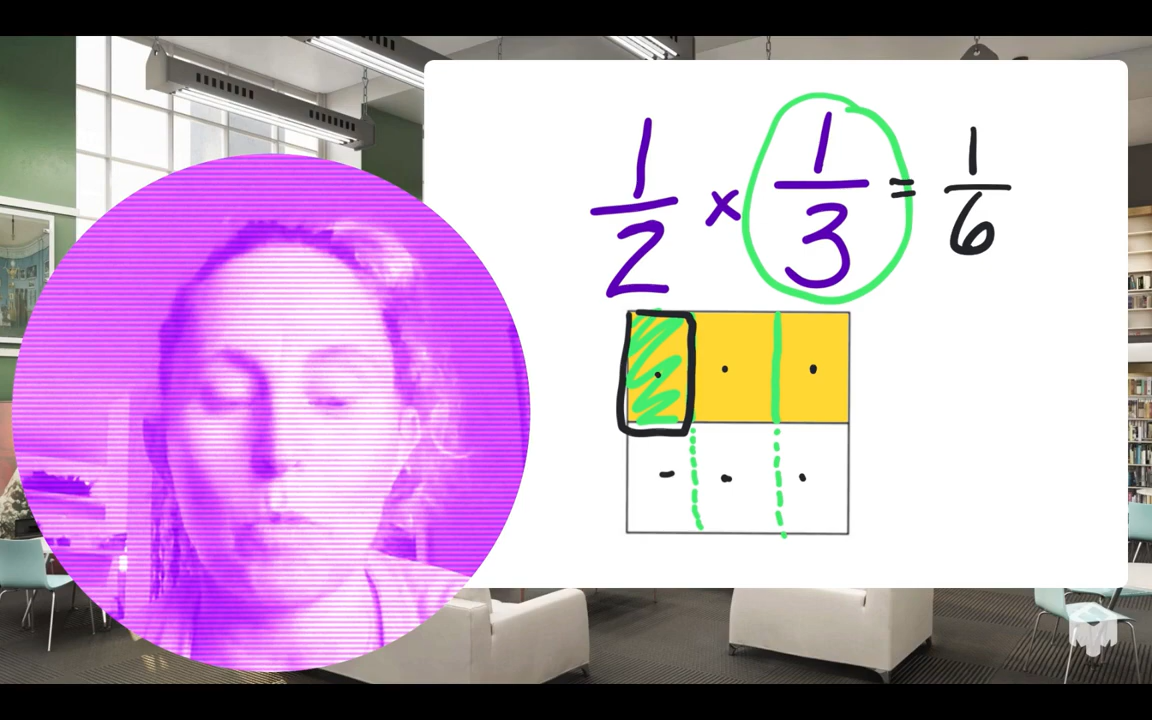 1/2 × 1/3 = 1/6